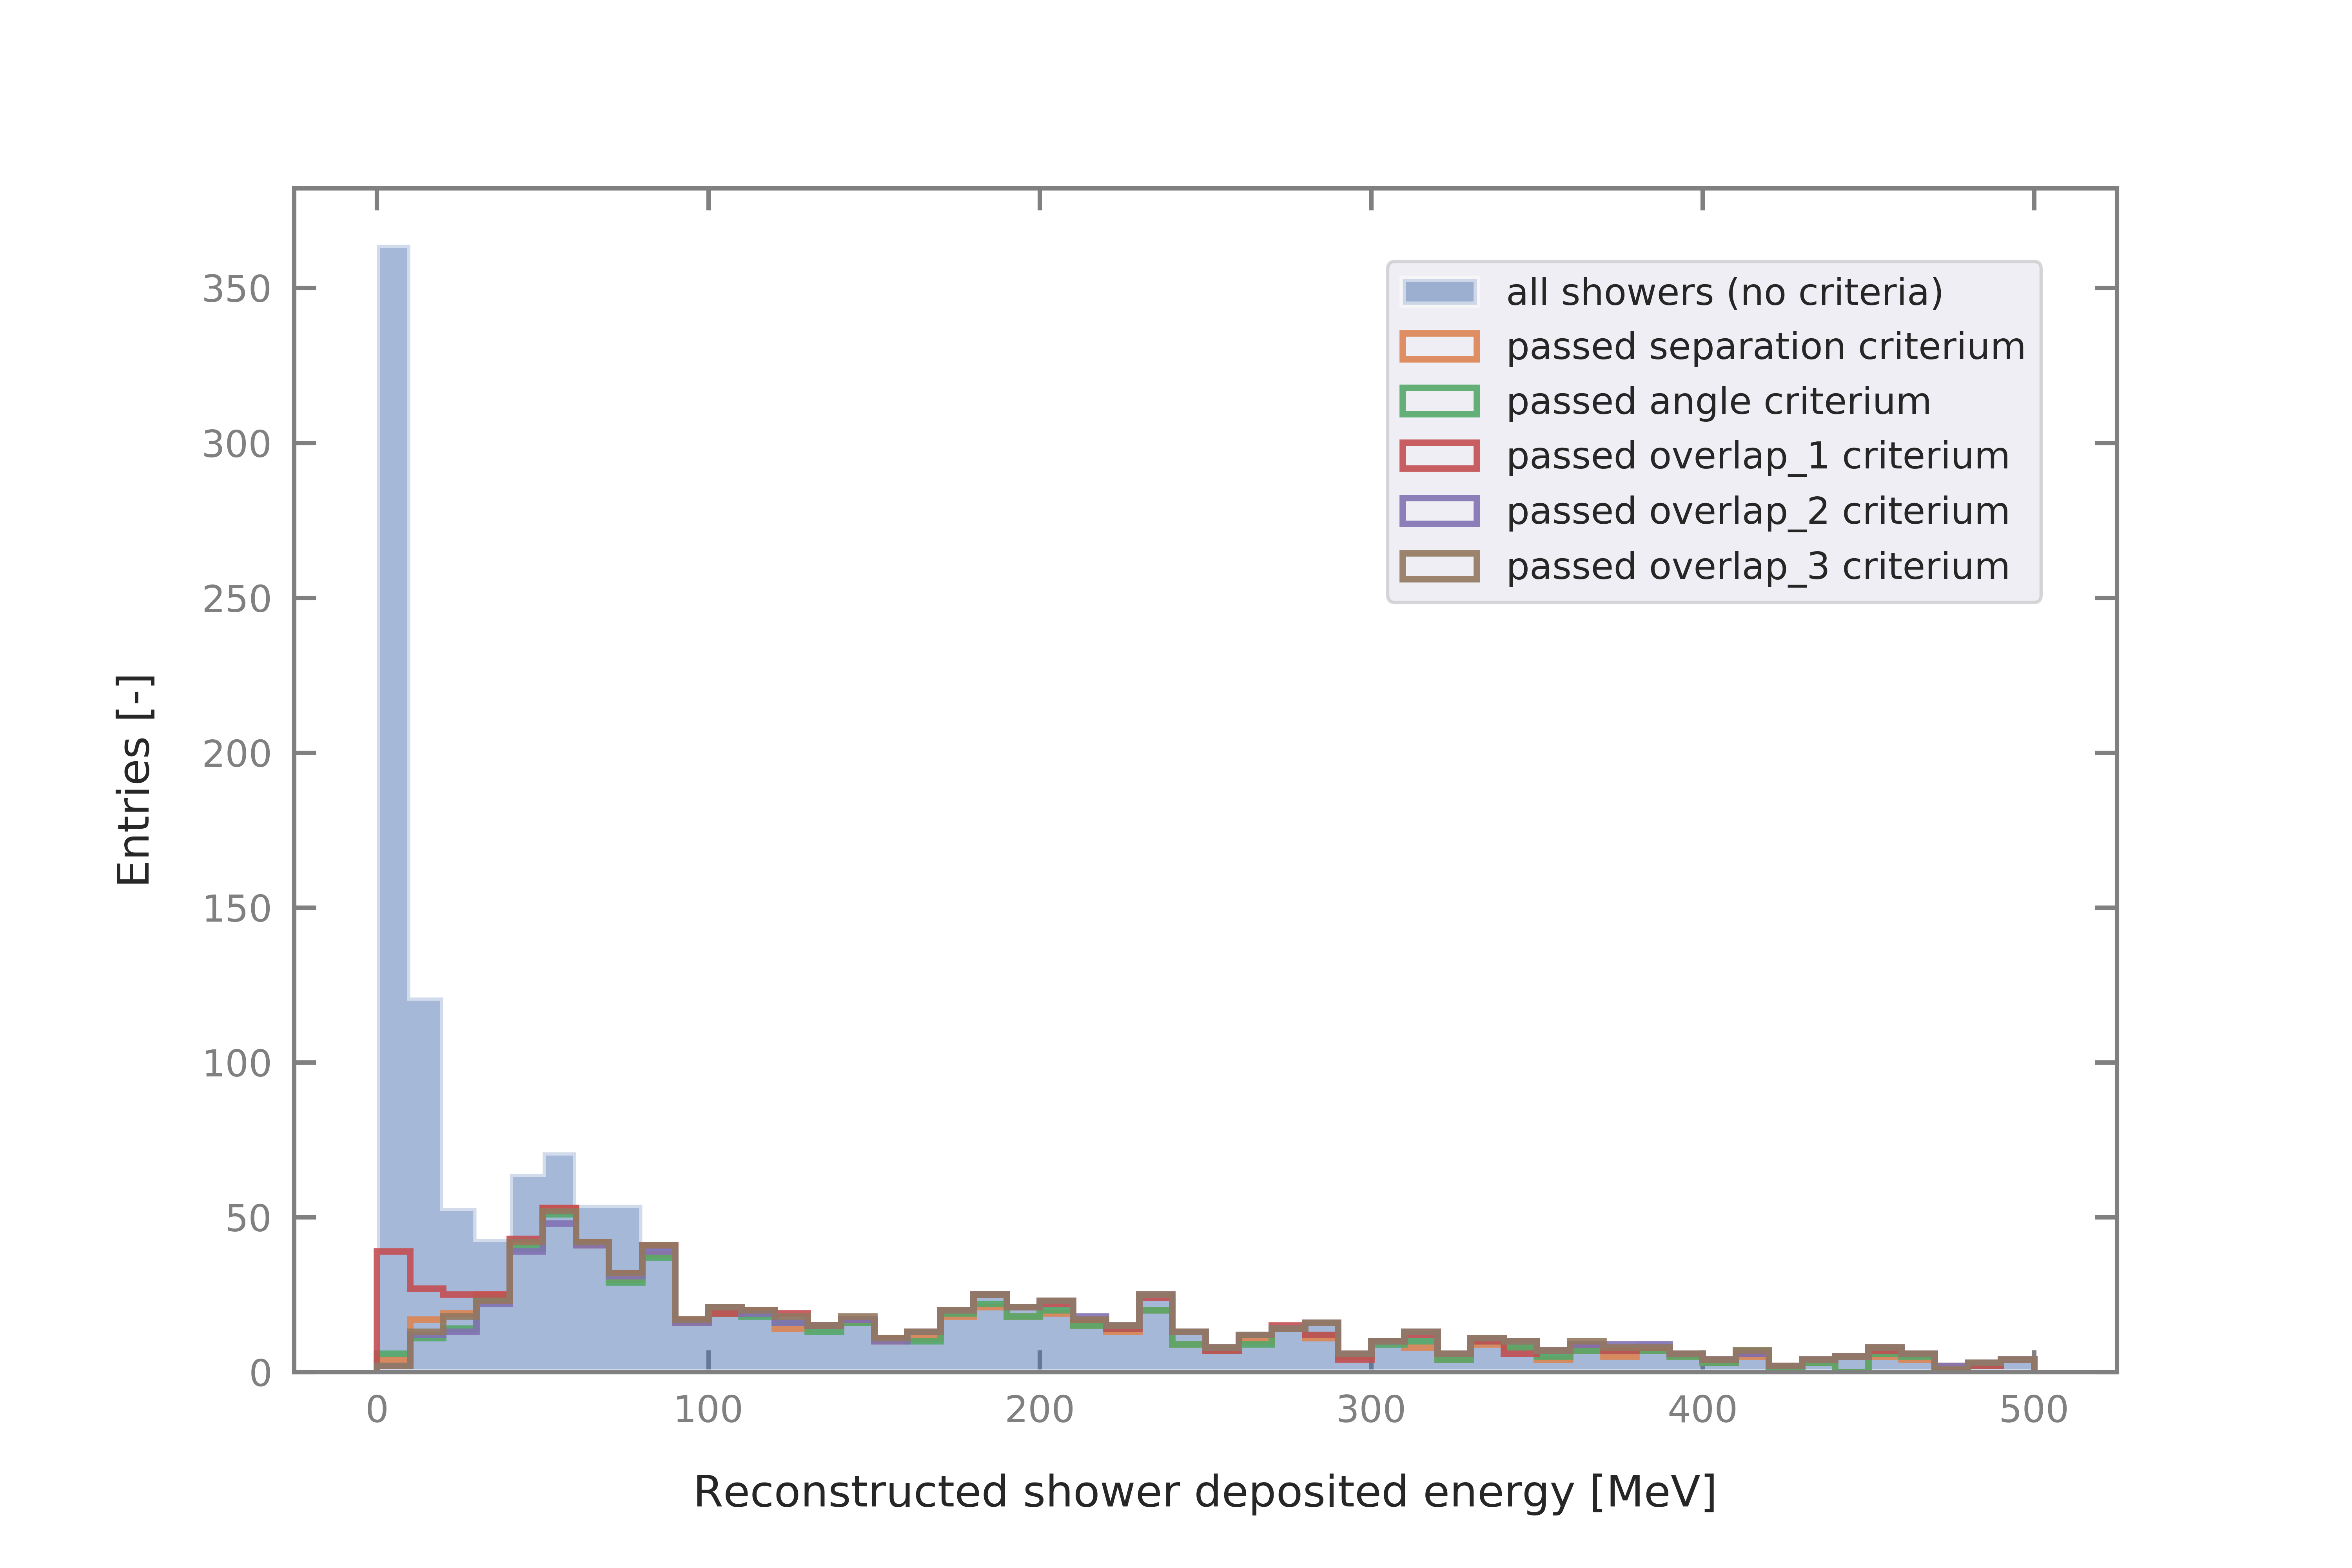 350
300
250
200
150
100
50
0
0 100 200 300 400 500
Entries [-]
Reconstructed shower deposited energy [MeV]
all showers (no criteria)
passed separation criterium
passed angle criterium
passed overlap_1 criterium
passed overlap_2 criterium
passed overlap_3 criterium